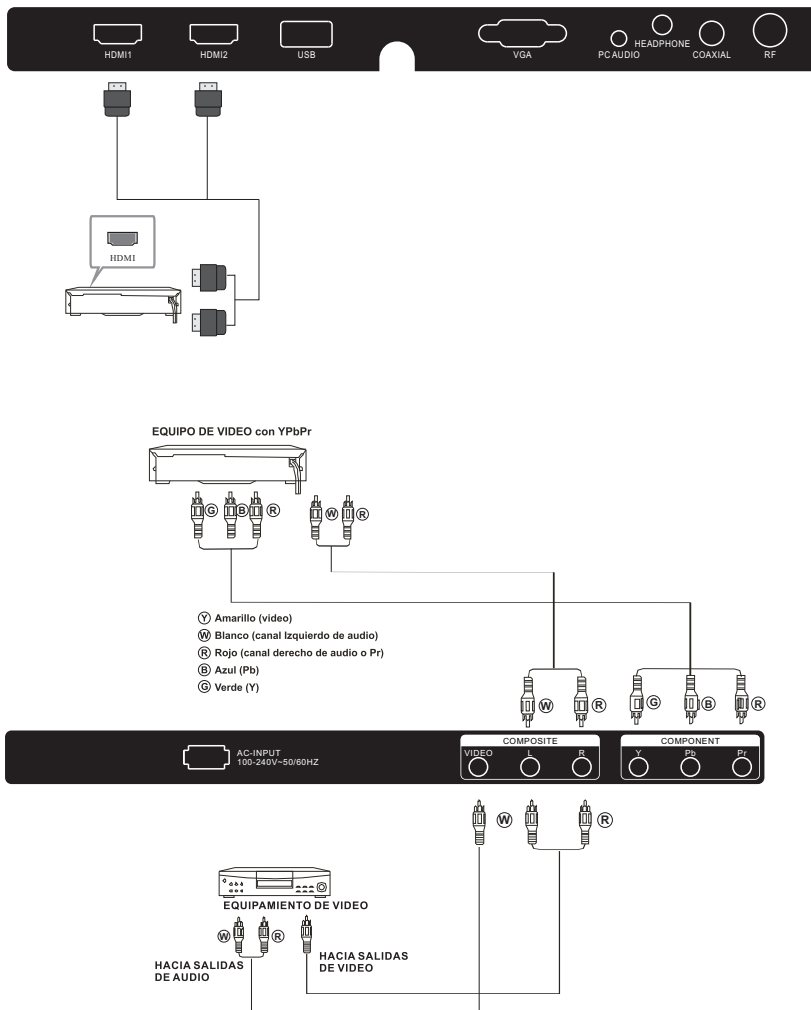 HDMI1
HDMI2
USB
VGA
PC AUDIO
HEADPHONE
COAXIAL
RF
HDMI
EQUIPO DE VIDEO con YPbPr
G
B
R
W
R
Y Amarillo (video)
W Blanco (canal Izquierdo de audio)
R Rojo (canal derecho de audio o Pr)
B Azul (Pb)
G Verde (Y)
W
R
G
B
R
AC-INPUT
100-240V~50/60HZ
COMPOSITE
VIDEO
L
R
COMPONENT
Y
Pb
Pr
W
R
EQUIPAMIENTO DE VIDEO
W
R
HACIA SALIDAS
DE AUDIO
HACIA SALIDAS
DE VIDEO